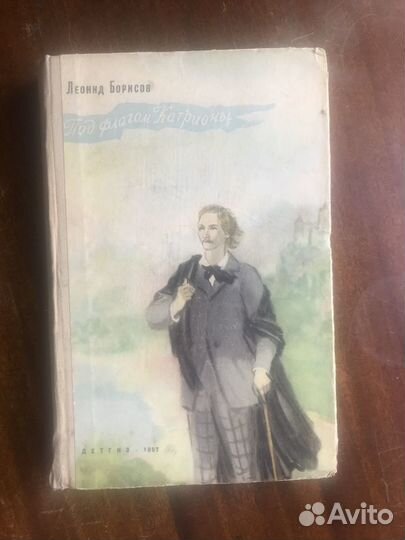 Леонид Борисов
Под флагом Катрионы
ДЕТГИЗ - 1957
Avito